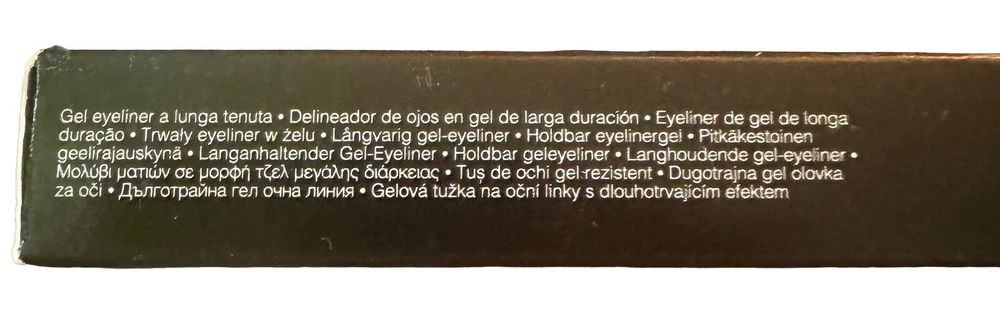 Gel eyeliner a lunga tenuta • Delineador de ojos en gel de larga duración • Eyeliner de gel de longa
duração • Trwały eyeliner w żelu • Långvarig gel-eyeliner • Holdbar eyelinergel • Pitkäkestoinen
geelirajauskynä • Langanhaltender Gel-Eyeliner • Holdbar geleyeliner • Langhoudende gel-eyeliner •
Μολύβι ματιών σε μορφή τζελ μεγάλης διάρκειας • Tuș de ochi gel rezistent • Dugotrajna gel olovka
za oči • Дълготрайна гел очна линия • Gelová tužka na oční linky s dlouhotrvajícím efektem